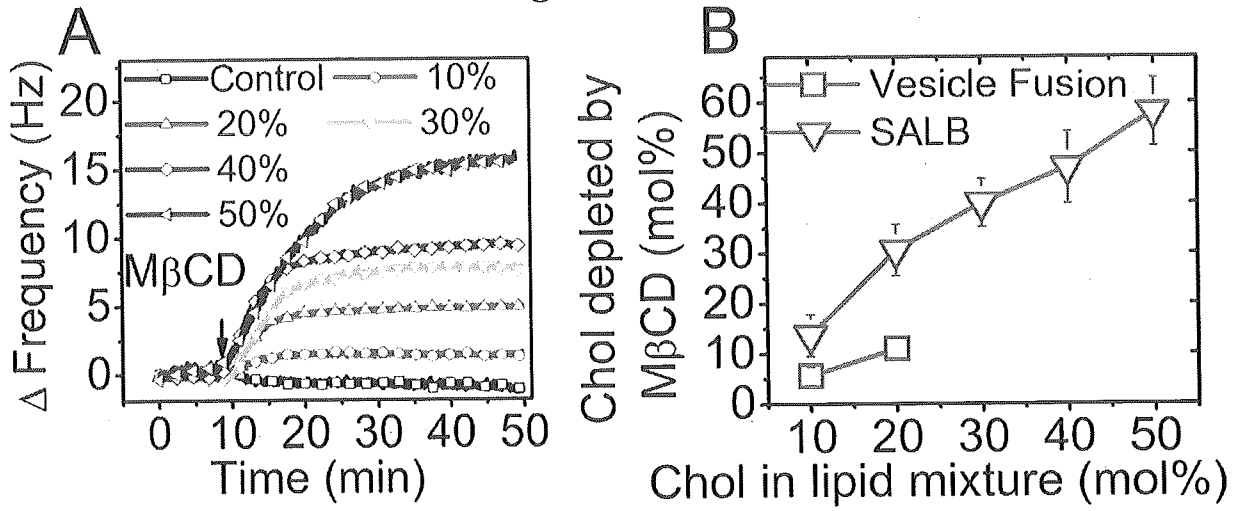 A
Δ Frequency (Hz)
20
15
10
5
0
Control
10%
20%
30%
40%
50%
MβCD
0 10 20 30 40 50
Time (min)
B
Chol depleted by
MβCD (mol%)
60
50
40
30
20
10
0
Vesicle Fusion
SALB
10 20 30 40 50
Chol in lipid mixture (mol%)